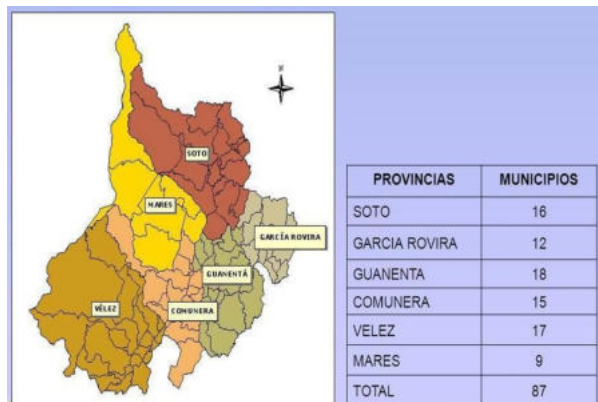 N
SOTO
MARES
GARCÍA ROVIRA
GUANENTÁ
VÉLEZ
COMUNERA
PROVINCIAS MUNICIPIOS
SOTO 16
GARCIA ROVIRA 12
GUANENTA 18
COMUNERA 15
VELEZ 17
MARES 9
TOTAL 87